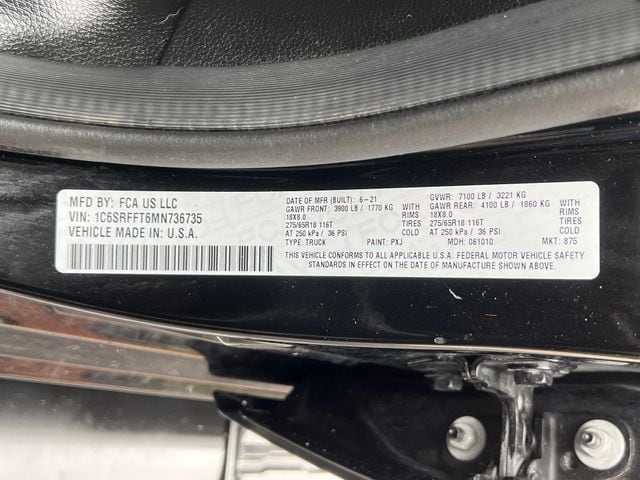 MFD BY: FCA US LLC
VIN: 1C6SRFFT6MN736735
VEHICLE MADE IN: U.S.A.
DATE OF MFR (BUILT): 6-21 GVWR: 7100 LB / 3221 KG
GAWR FRONT: 3900 LB / 1770 KG GAWR REAR: 4100 LB / 1860 KG
18X8.0 RIMS 18X8.0 RIMS
275/65R18 116T TIRES 275/65R18 116T TIRES
AT 250 kPa / 36 PSI COLD AT 250 kPa / 36 PSI COLD
TYPE: TRUCK PAINT: PXJ MDH: 061010 MKT: 875
THIS VEHICLE CONFORMS TO ALL APPLICABLE U.S.A. FEDERAL MOTOR VEHICLE SAFETY
STANDARDS IN EFFECT ON THE DATE OF MANUFACTURE SHOWN ABOVE.